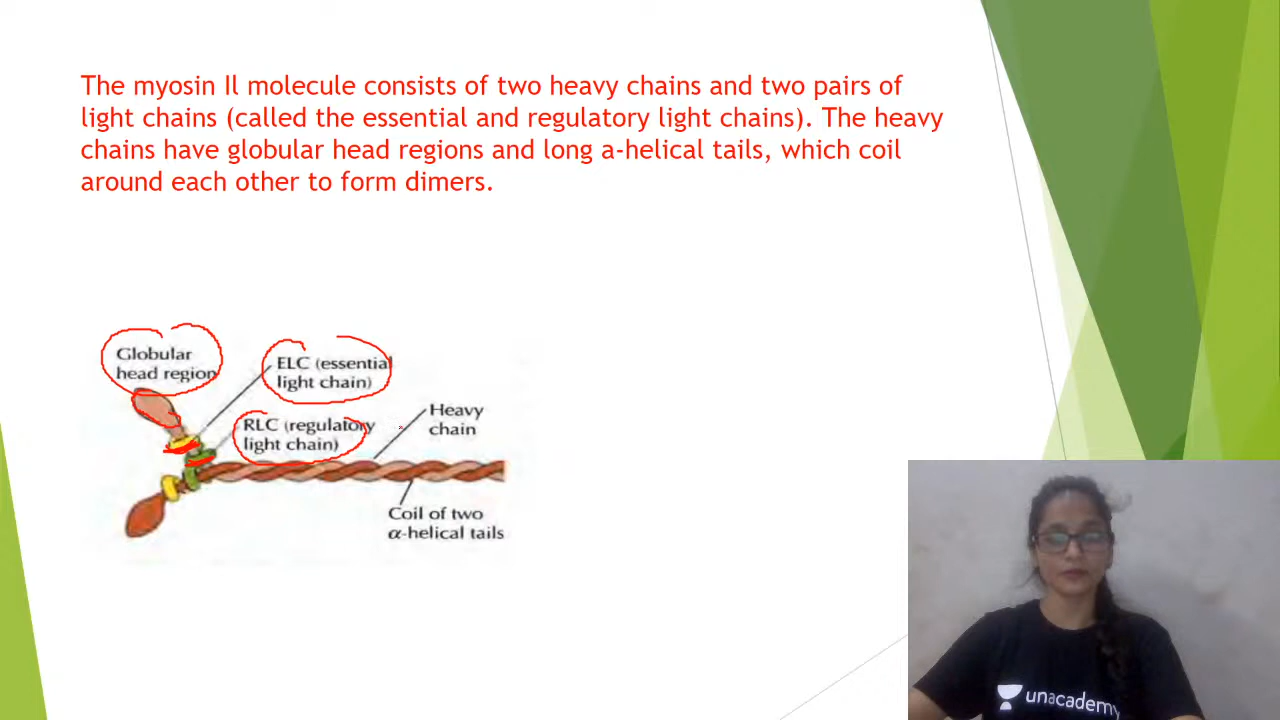 The myosin Il molecule consists of two heavy chains and two pairs of
light chains (called the essential and regulatory light chains). The heavy
chains have globular head regions and long a-helical tails, which coil
around each other to form dimers.
Globular
head region
ELC (essential
light chain)
RLC (regulatory
light chain)
Heavy
chain
Coil of two
α-helical tails
unacademy